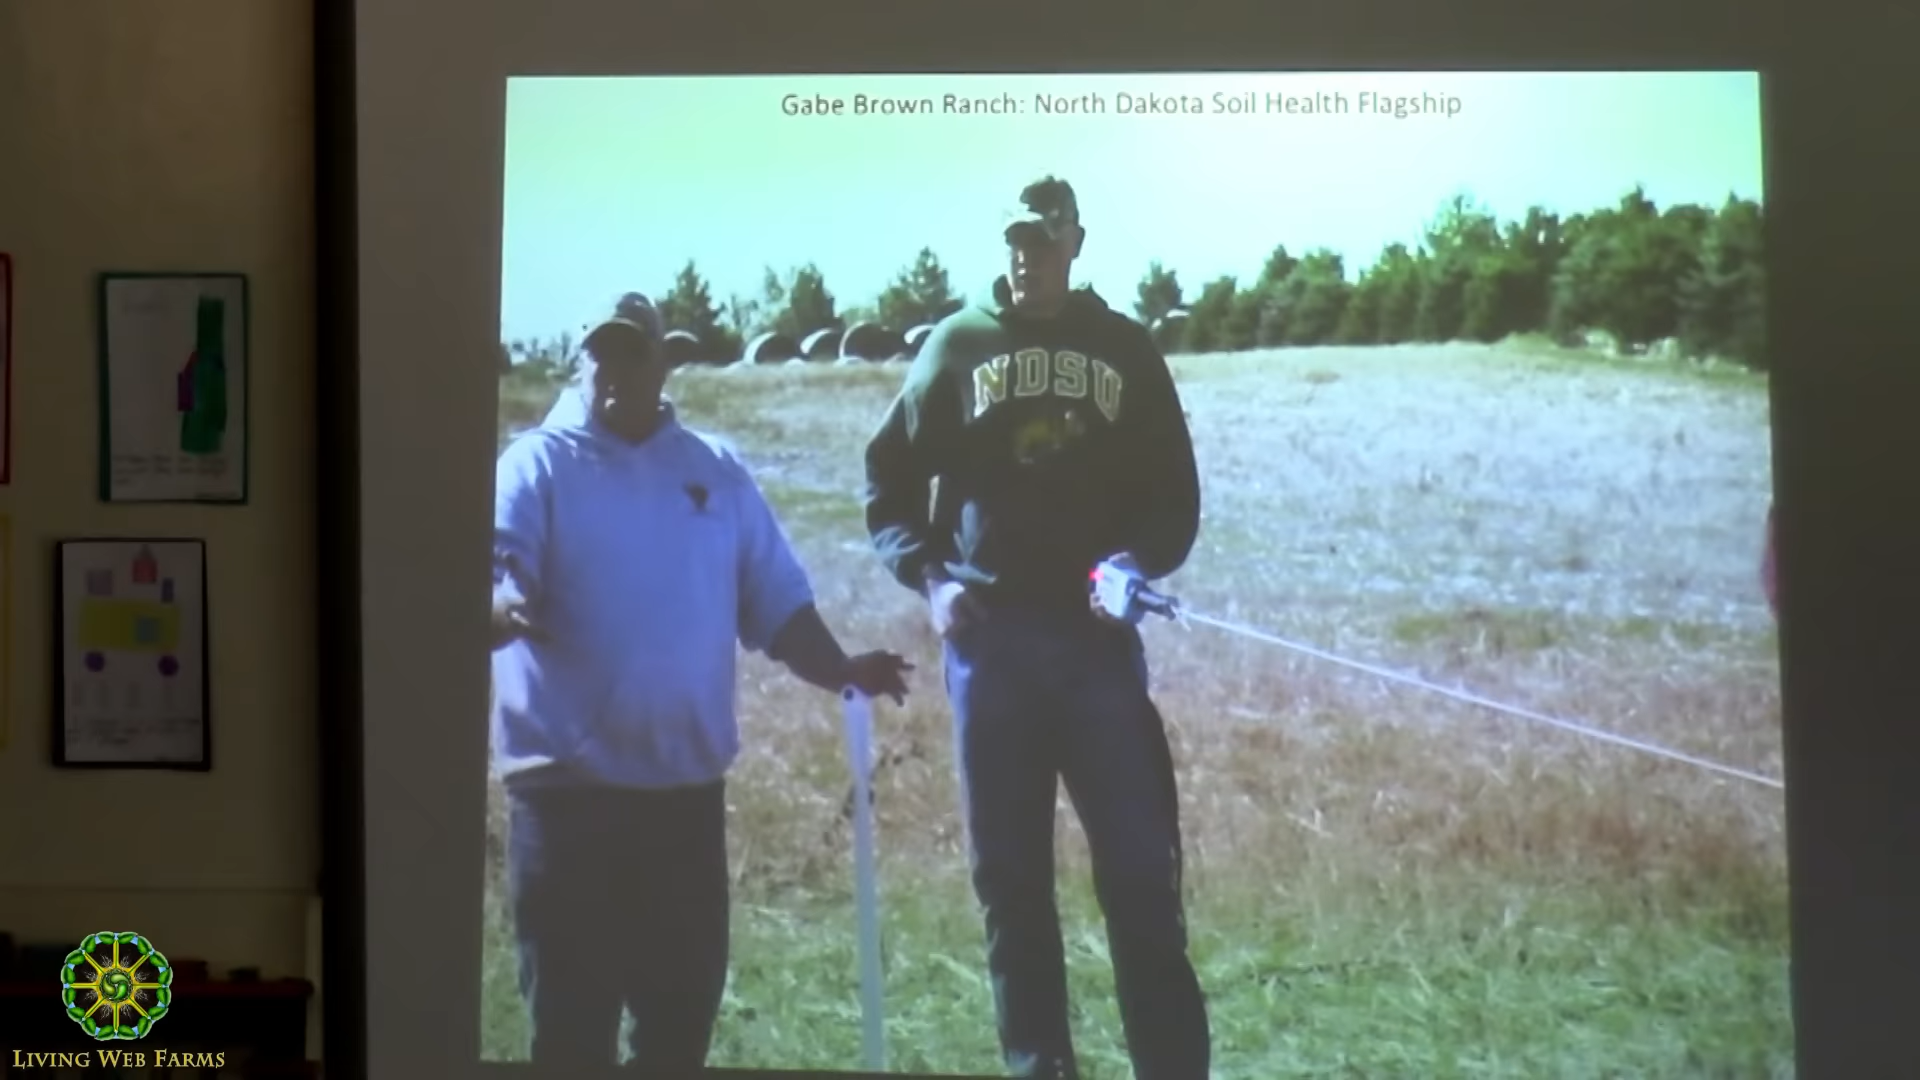 Gabe Brown Ranch: North Dakota Soil Health Flagship
NDSU
LIVING WEB FARMS